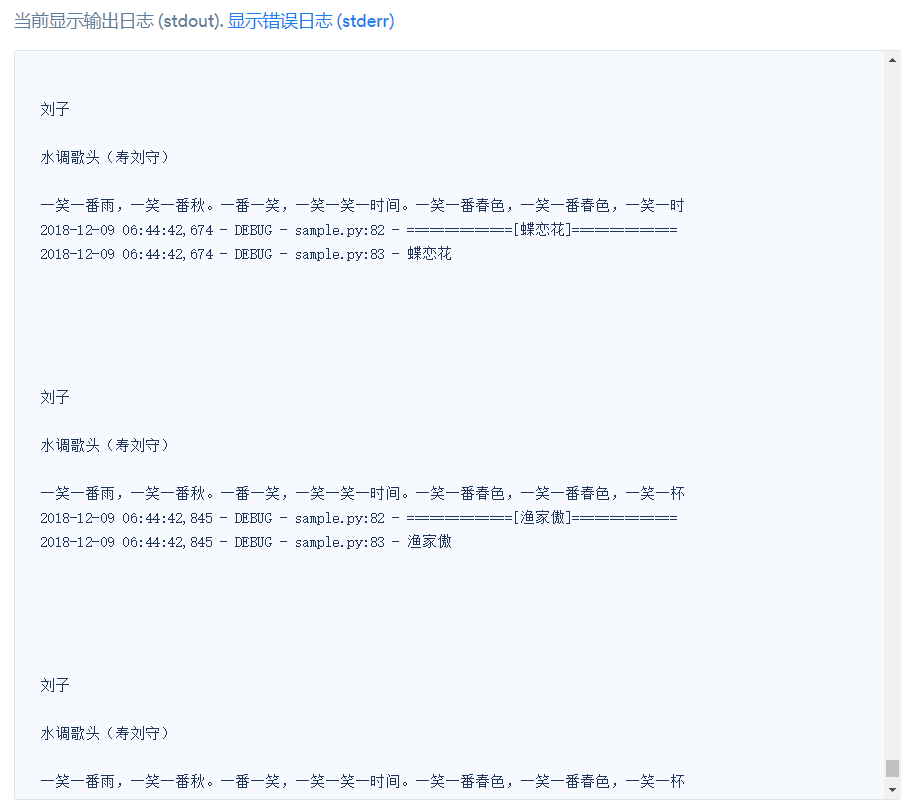 当前显示输出日志 (stdout). 显示错误日志 (stderr)
刘子
水调歌头（寿刘守）
一笑一番雨，一笑一番秋。一番一笑，一笑一笑一时间。一笑一番春色，一笑一番春色，一笑一时
2018-12-09 06:44:42,674 - DEBUG - sample.py:82 - ==============[蝶恋花]==============
2018-12-09 06:44:42,674 - DEBUG - sample.py:83 - 蝶恋花
刘子
水调歌头（寿刘守）
一笑一番雨，一笑一番秋。一番一笑，一笑一笑一时间。一笑一番春色，一笑一番春色，一笑一杯
2018-12-09 06:44:42,845 - DEBUG - sample.py:82 - ==============[渔家傲]==============
2018-12-09 06:44:42,845 - DEBUG - sample.py:83 - 渔家傲
刘子
水调歌头（寿刘守）
一笑一番雨，一笑一番秋。一番一笑，一笑一笑一时间。一笑一番春色，一笑一番春色，一笑一杯